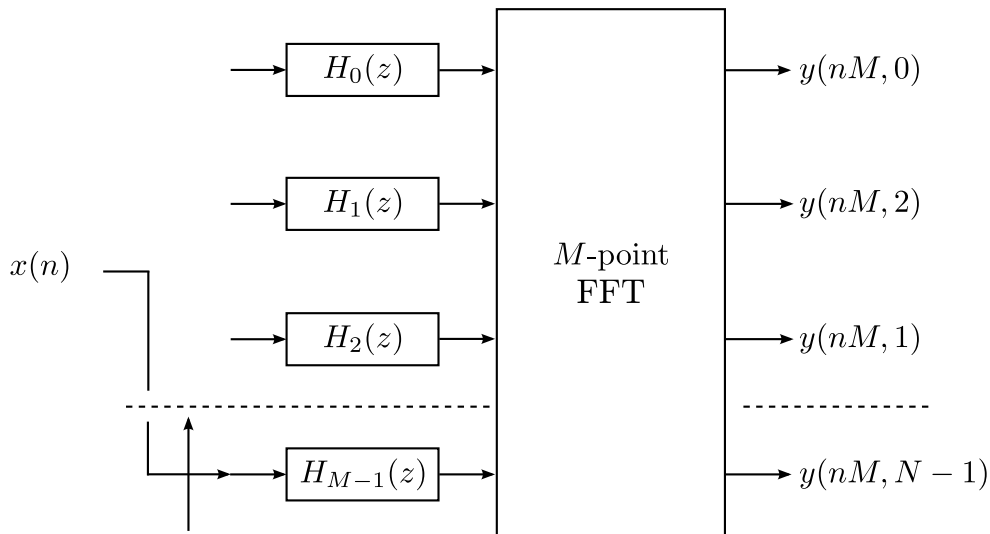 H_0(z)
y(nM, 0)
H_1(z)
y(nM, 2)
x(n)
M-point
FFT
H_2(z)
y(nM, 1)
H_{M-1}(z)
y(nM, N − 1)